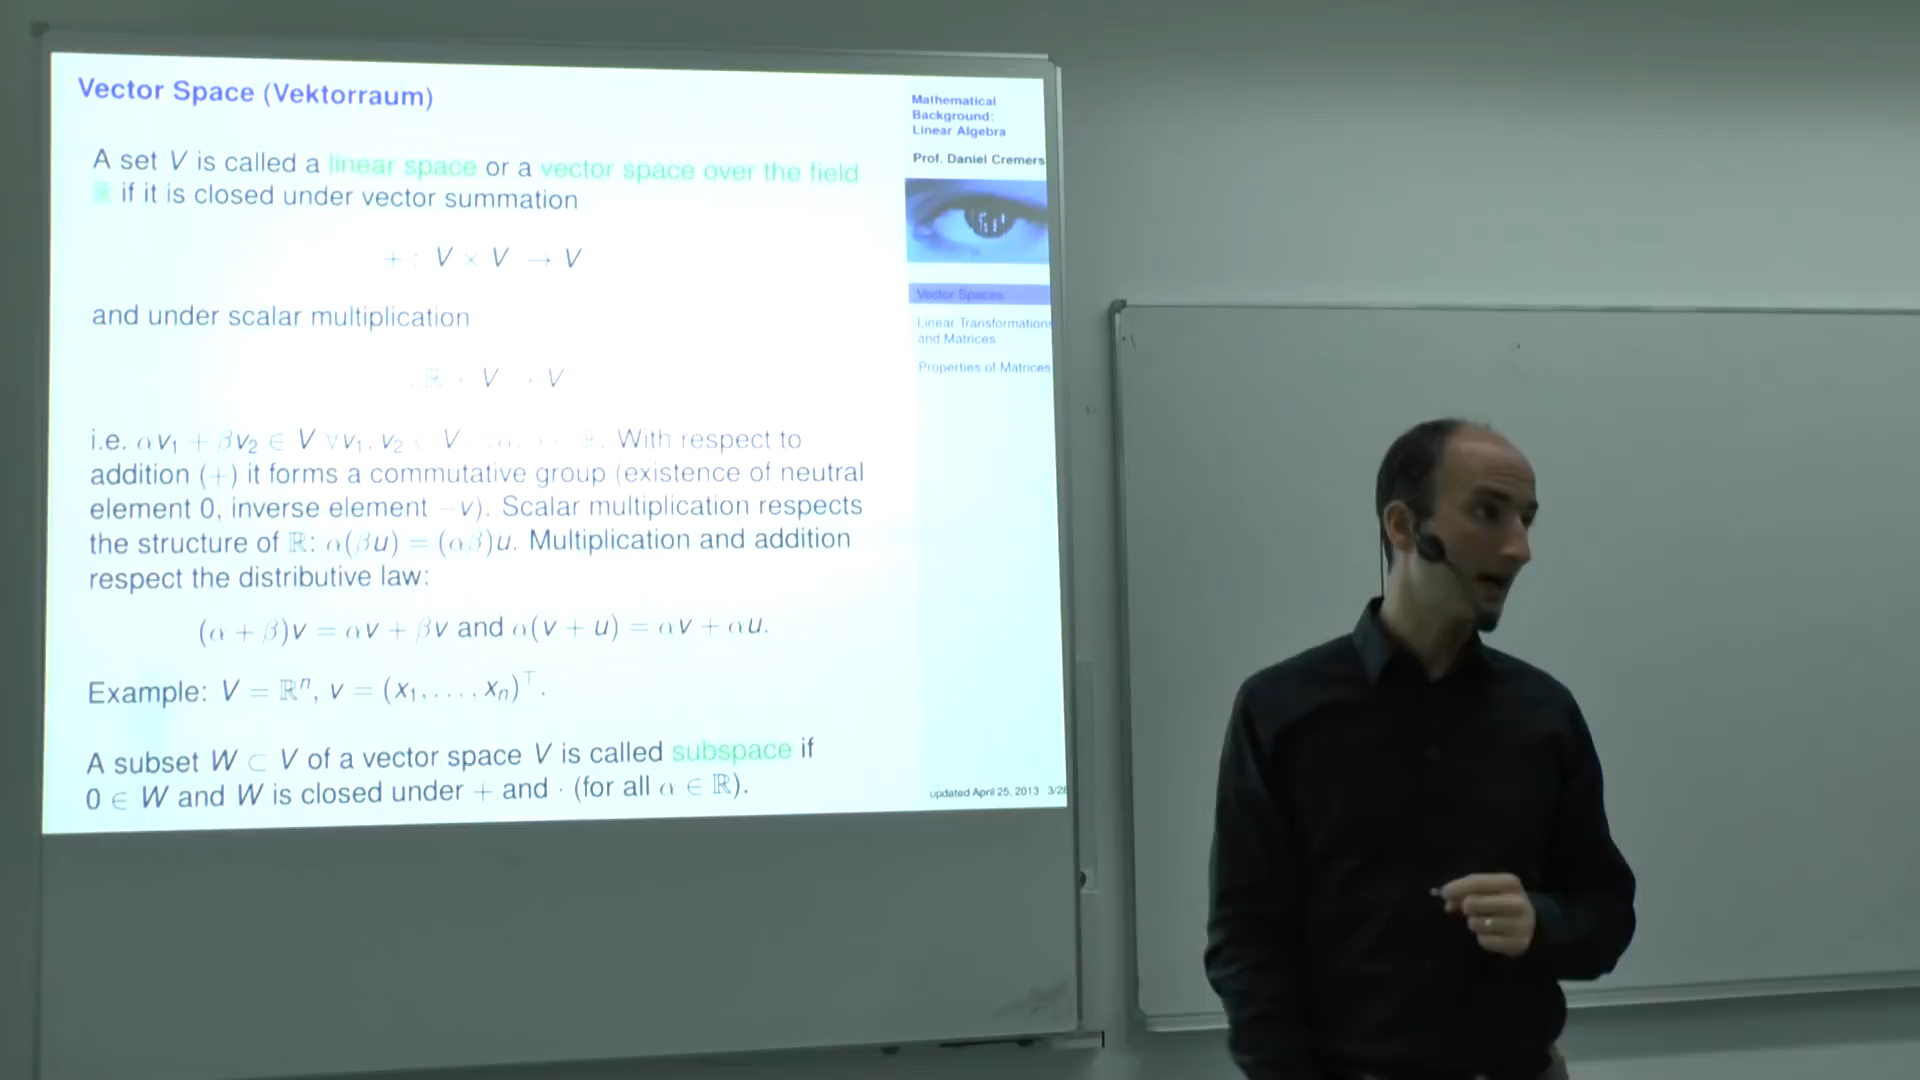 Vector Space (Vektorraum)
A set V is called a linear space or a vector space over the field
ℝ if it is closed under vector summation
+ : V × V → V
and under scalar multiplication
ℝ · V · V
i.e. αv₁ + βv₂ ∈ V ∀v₁, v₂ V. With respect to
addition (+) it forms a commutative group (existence of neutral
element 0, inverse element −v). Scalar multiplication respects
the structure of ℝ: α(βu) = (αβ)u. Multiplication and addition
respect the distributive law:
(α + β)v = αv + βv and α(v + u) = αv + αu.
Example: V = ℝⁿ, v = (x₁, . . . , xₙ)ᵀ.
A subset W ⊂ V of a vector space V is called subspace if
0 ∈ W and W is closed under + and · (for all α ∈ ℝ).
Mathematical
Background:
Linear Algebra
Prof. Daniel Cremers
Vector Spaces
Linear Transformations
and Matrices
Properties of Matrices
updated April 25, 2013 3/28